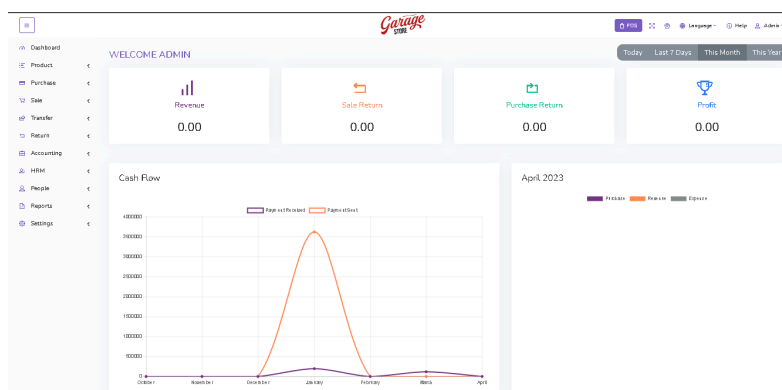 Garage
STORE
POS
Language
Help
Admin
Dashboard
Product
Purchase
Sale
Transfer
Return
Accounting
HRM
People
Reports
Settings
WELCOME ADMIN
Today Last 7 Days This Month This Year
Revenue
0.00
Sale Return
0.00
Purchase Return
0.00
Profit
0.00
Cash Flow
Payment Received Payment Sent
4000000
3500000
3000000
2500000
2000000
1500000
1000000
500000
0
October November December January February March April
April 2023
Purchase Revenue Expense